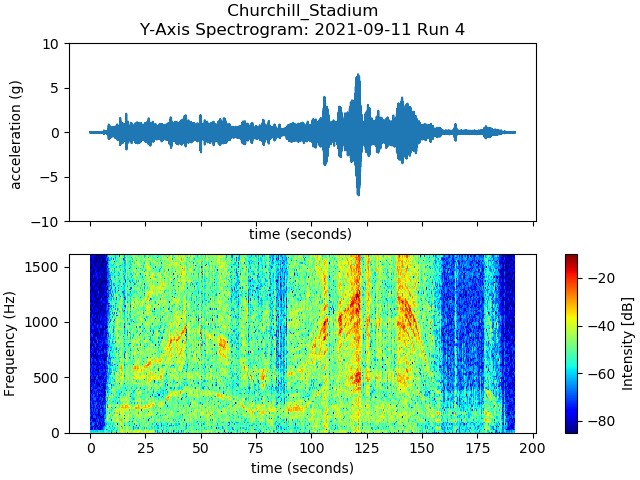 Churchill_Stadium
Y-Axis Spectrogram: 2021-09-11 Run 4
10
5
0
−5
−10
acceleration (g)
time (seconds)
1500
1000
500
0
Frequency (Hz)
0 25 50 75 100 125 150 175 200
time (seconds)
−20
−40
−60
−80
Intensity [dB]